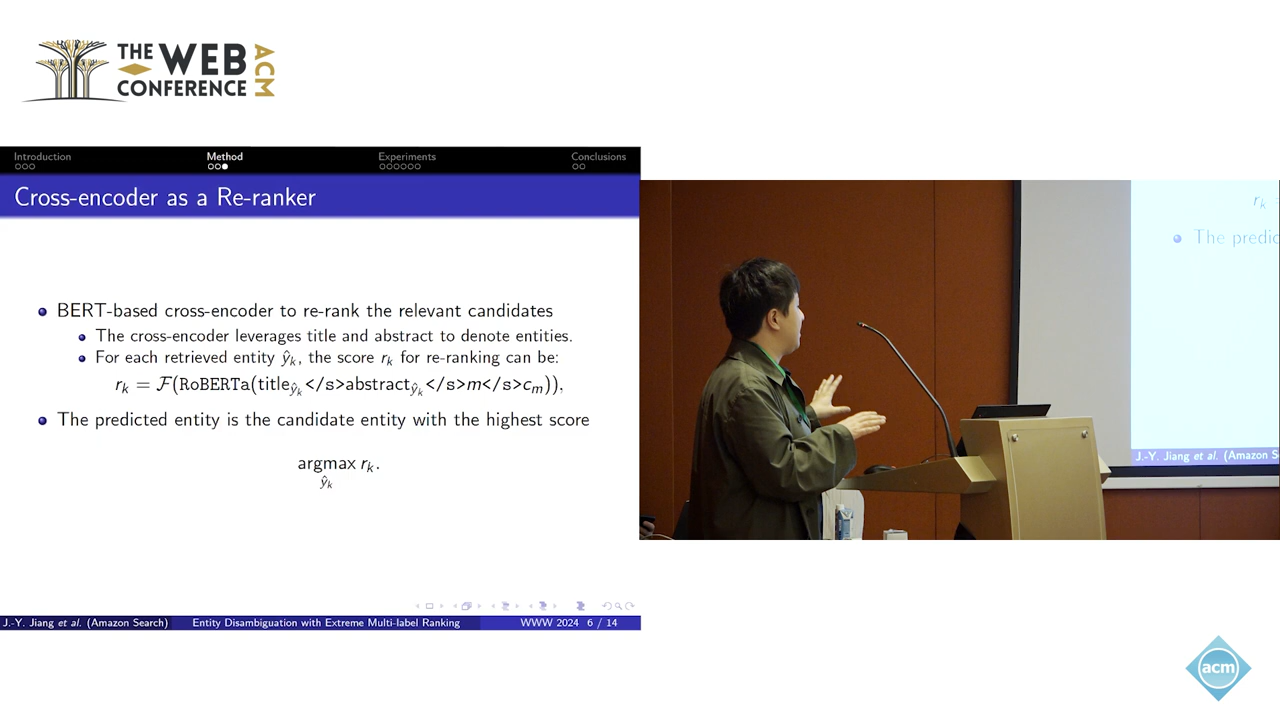 THE WEB
CONFERENCE
ACM
Introduction Method Experiments Conclusions
Cross-encoder as a Re-ranker
BERT-based cross-encoder to re-rank the relevant candidates
The cross-encoder leverages title and abstract to denote entities.
For each retrieved entity ŷₖ, the score rₖ for re-ranking can be:
rₖ = ℱ(RoBERTa(title_ŷₖ</s>abstract_ŷₖ</s>m</s>cₘ)),
The predicted entity is the candidate entity with the highest score
argmax rₖ.
ŷₖ
J.-Y. Jiang et al. (Amazon Search) Entity Disambiguation with Extreme Multi-label Ranking WWW 2024 6 / 14
rₖ =
The predic
J.-Y. Jiang et al. (Amazon S
acm